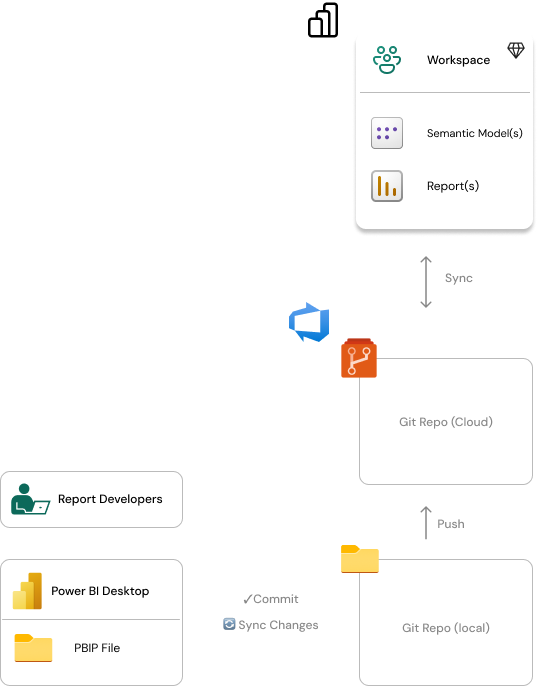 Workspace
Semantic Model(s)
Report(s)
Sync
Git Repo (Cloud)
Report Developers
Push
Power BI Desktop
PBIP File
✓Commit
Sync Changes
Git Repo (local)